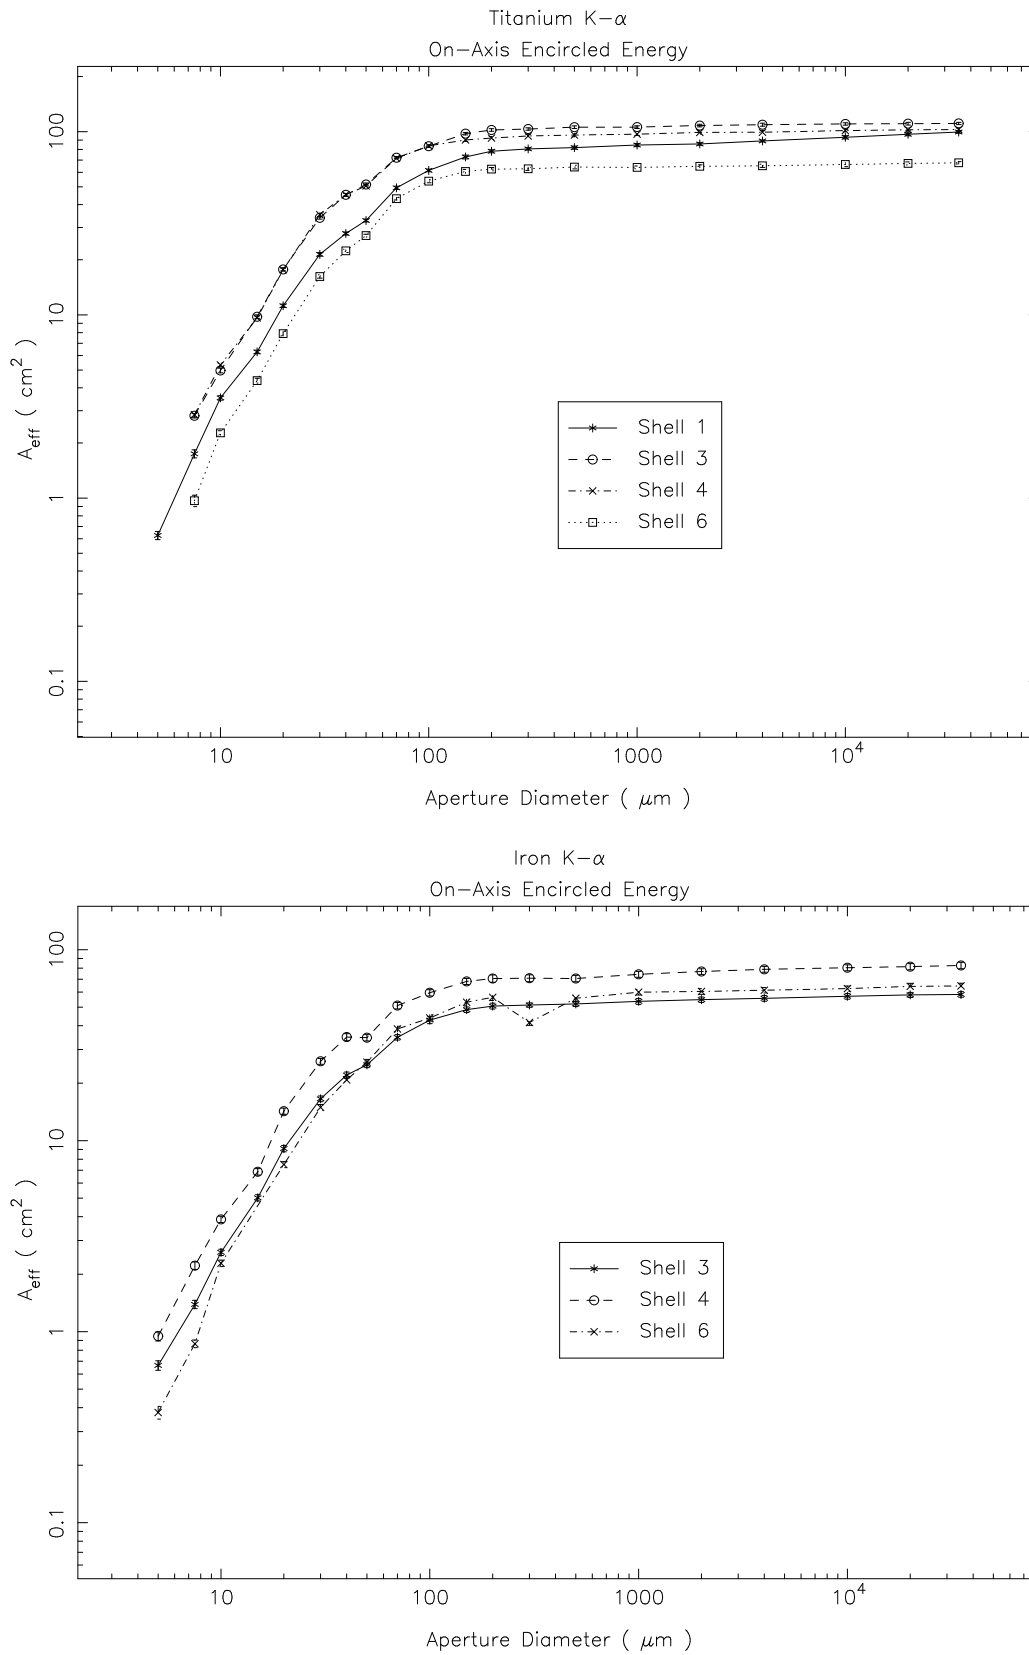 Titanium K−α
On−Axis Encircled Energy
100
10
1
0.1
A_eff ( cm² )
Shell 1
Shell 3
Shell 4
Shell 6
10 100 1000 10⁴
Aperture Diameter ( μm )
Iron K−α
On−Axis Encircled Energy
100
10
1
0.1
A_eff ( cm² )
Shell 3
Shell 4
Shell 6
10 100 1000 10⁴
Aperture Diameter ( μm )